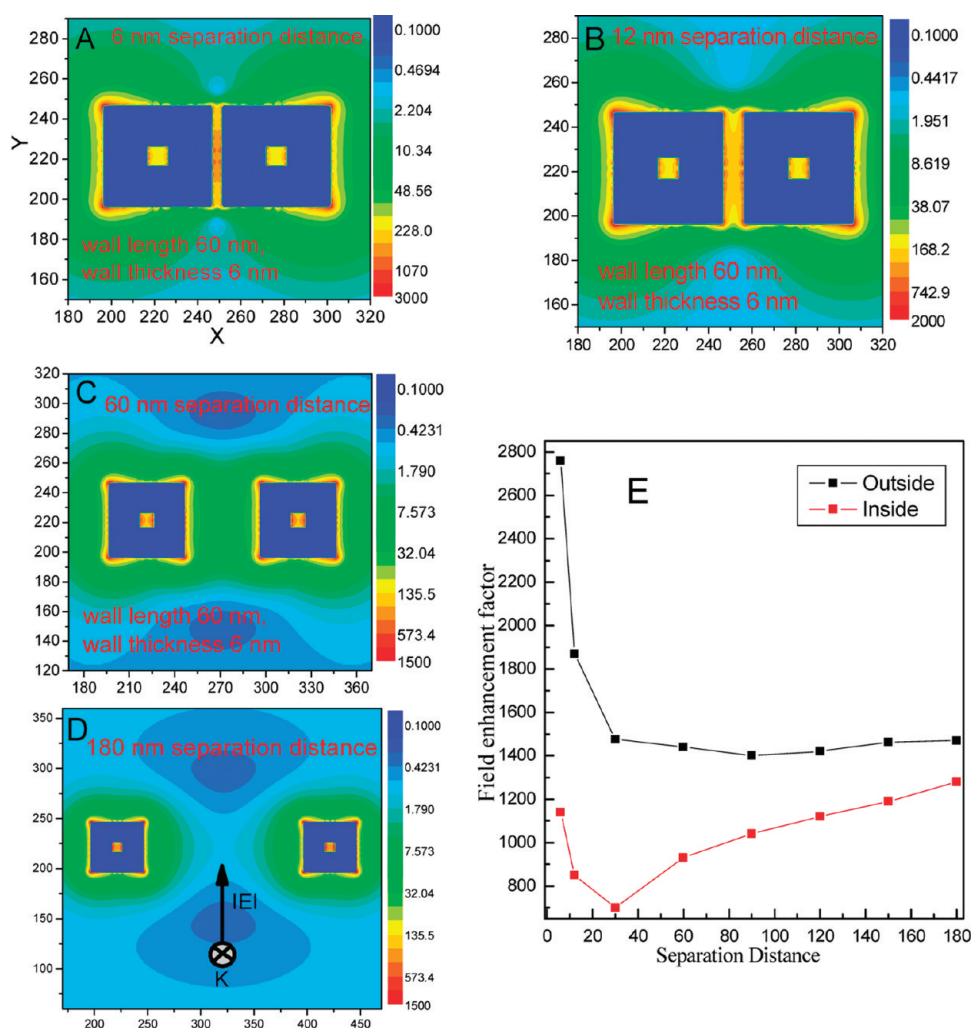 A
6 nm separation distance
wall length 60 nm,
wall thickness 6 nm
Y
290
280
260
240
220
200
180
160
150
180 200 220 240 260 280 300 320
X
0.1000
0.4694
2.204
10.34
48.56
228.0
1070
3000
B
12 nm separation distance
wall length 60 nm,
wall thickness 6 nm
290
280
260
240
220
200
180
160
150
180 200 220 240 260 280 300 320
0.1000
0.4417
1.951
8.619
38.07
168.2
742.9
2000
C
60 nm separation distance
wall length 60 nm,
wall thickness 6 nm
320
300
280
260
240
220
200
180
160
140
120
180 210 240 270 300 330 360
0.1000
0.4231
1.790
7.573
32.04
135.5
573.4
1500
D
180 nm separation distance
|E|
K
350
300
250
200
150
100
200 250 300 350 400 450
0.1000
0.4231
1.790
7.573
32.04
135.5
573.4
1500
E
Outside
Inside
Field enhancement factor
2800
2600
2400
2200
2000
1800
1600
1400
1200
1000
800
0 20 40 60 80 100 120 140 160 180
Separation Distance